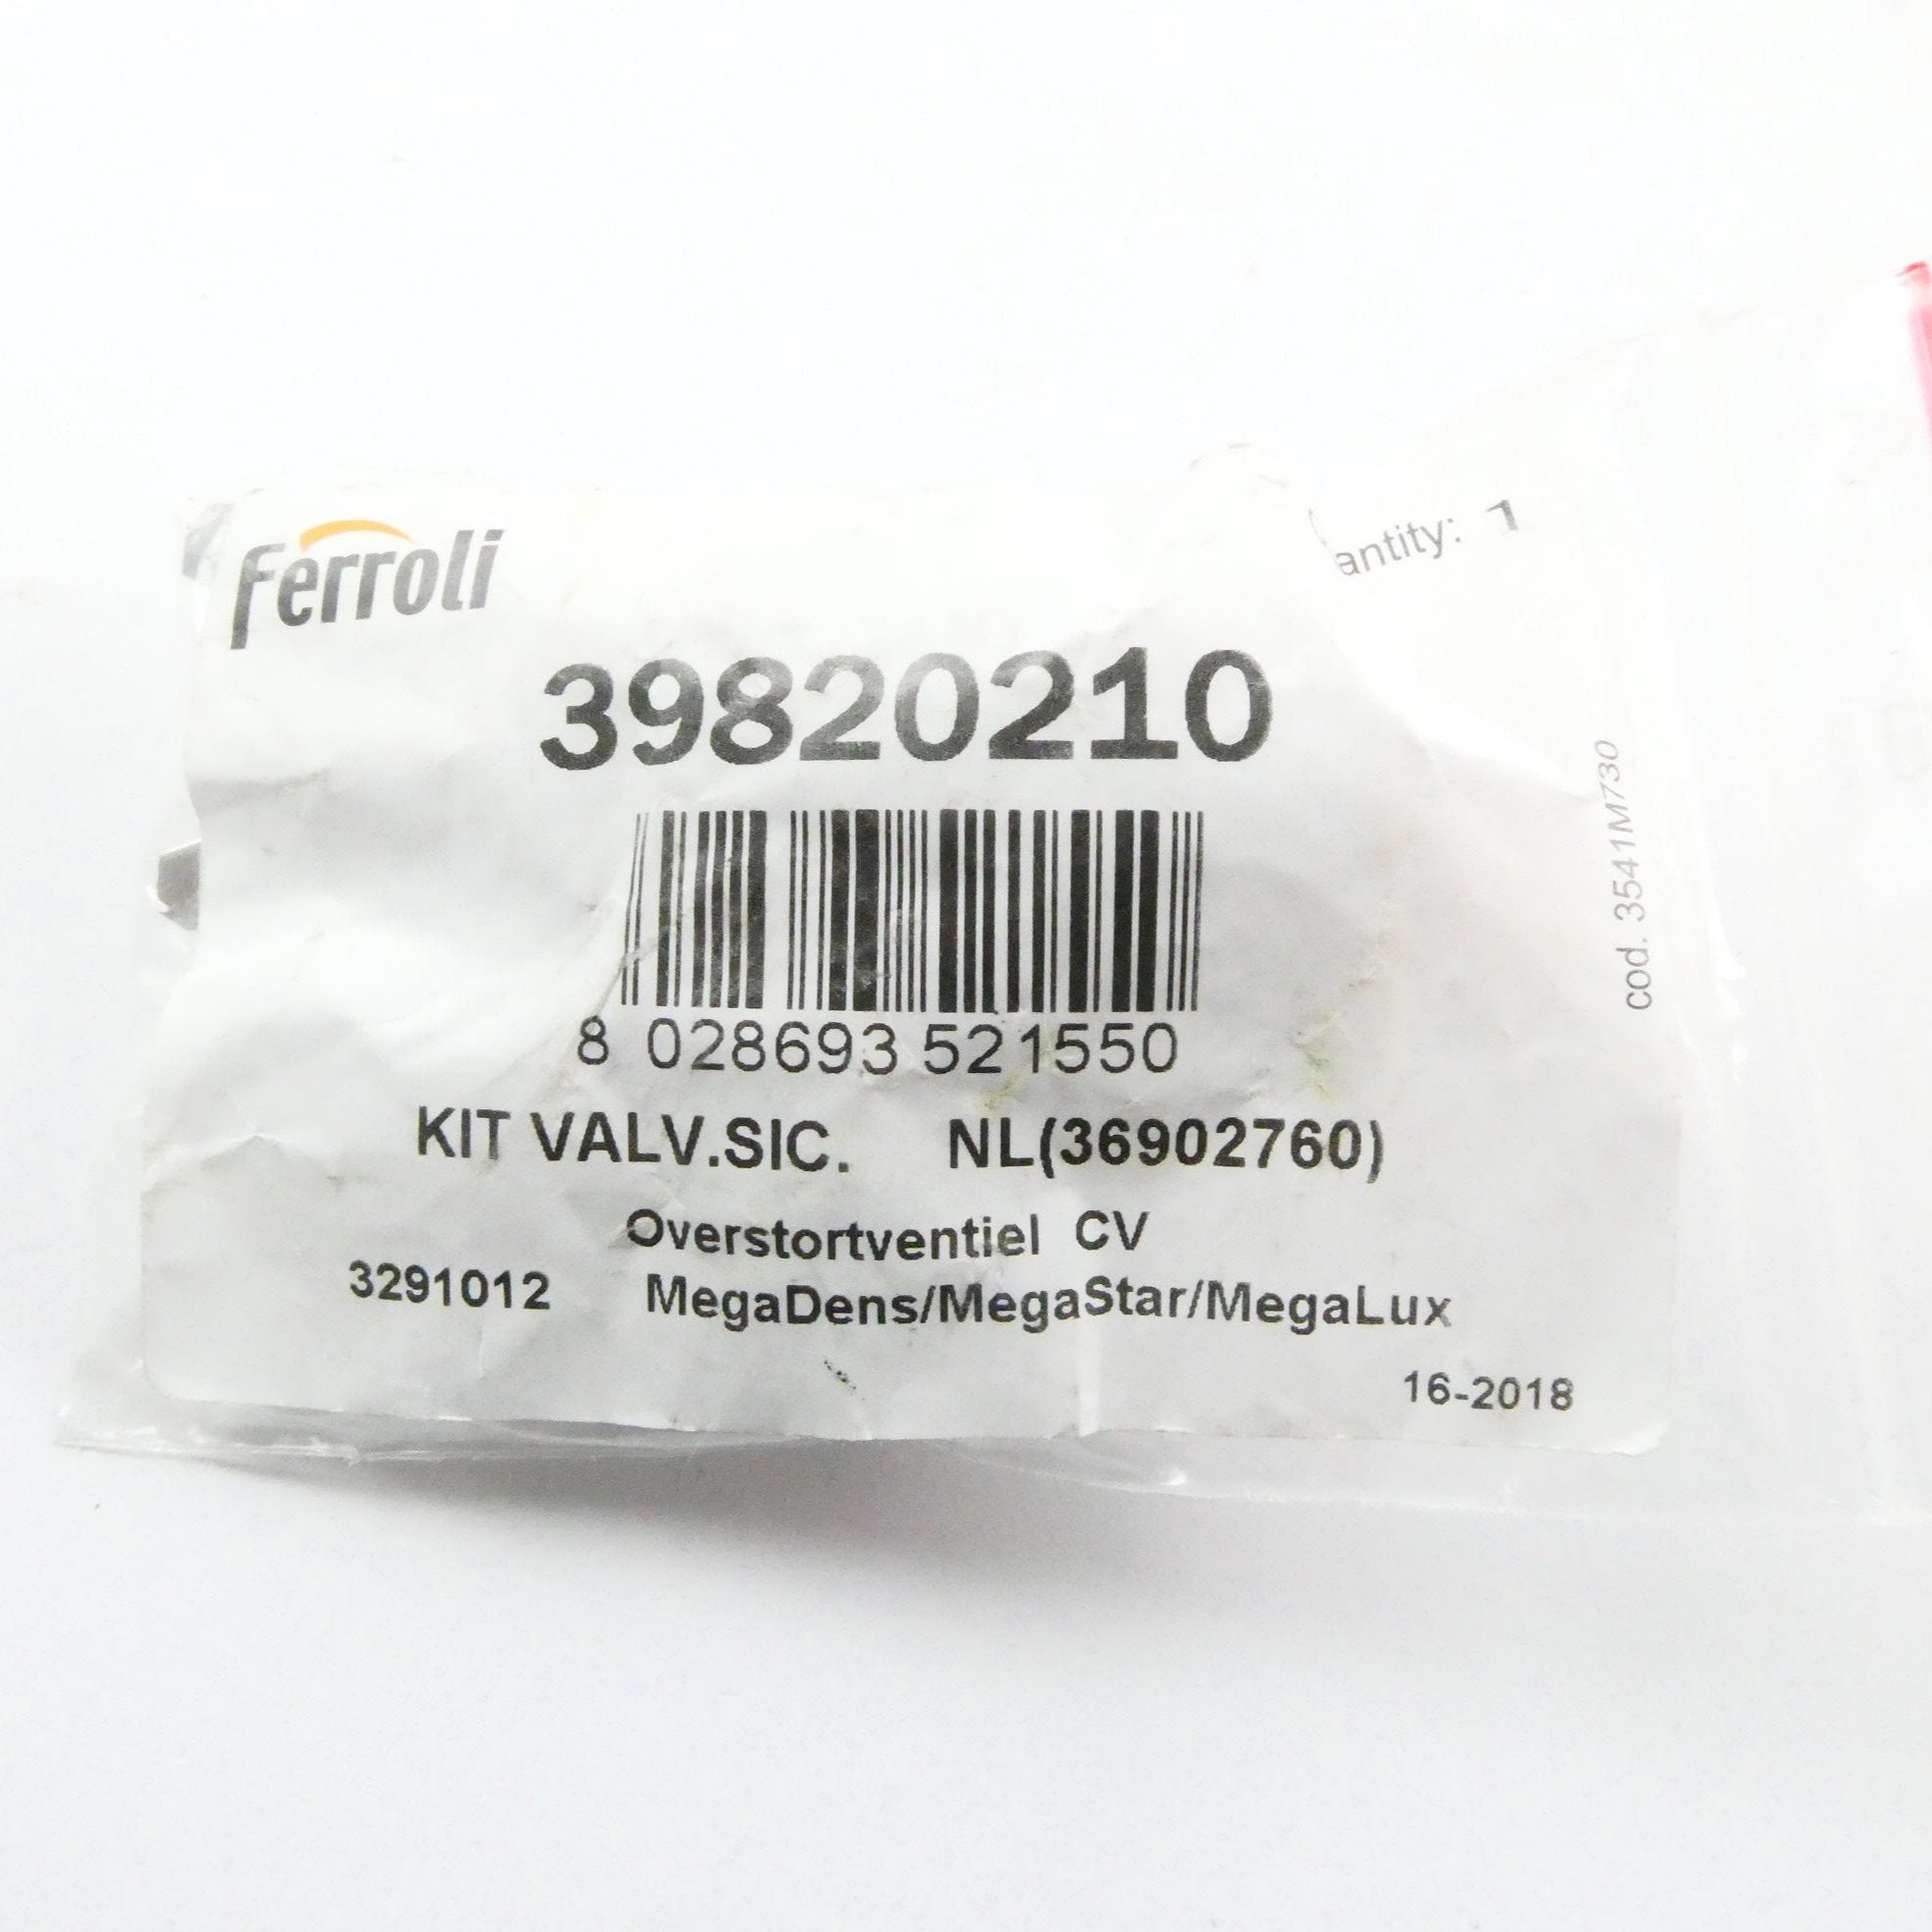 Ferroli
antity: 1
39820210
8 028693 521550
cod. 3541M730
KIT VALV.SIC. NL(36902760)
Overstortventiel CV
3291012 MegaDens/MegaStar/MegaLux
16-2018